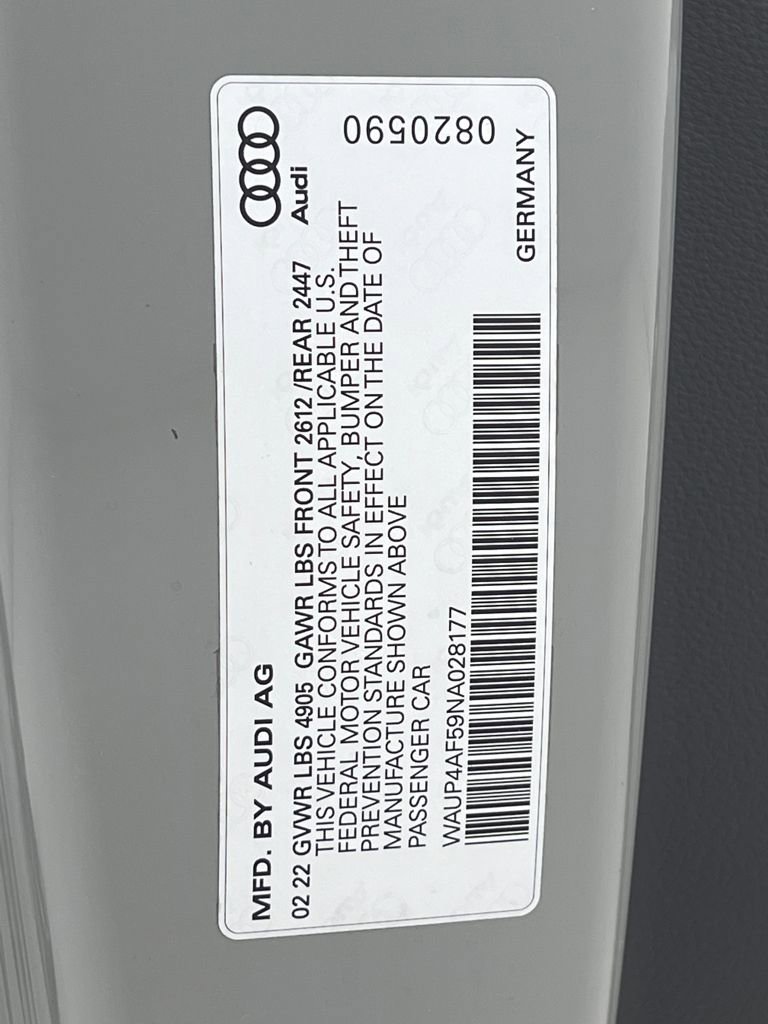 MFD. BY AUDI AG
Audi
02 22 GVWR LBS 4905 GAWR LBS FRONT 2612 /REAR 2447
THIS VEHICLE CONFORMS TO ALL APPLICABLE U.S.
FEDERAL MOTOR VEHICLE SAFETY, BUMPER AND THEFT
PREVENTION STANDARDS IN EFFECT ON THE DATE OF
MANUFACTURE SHOWN ABOVE
PASSENGER CAR
0820590
WAUP4AF59NA028177
GERMANY